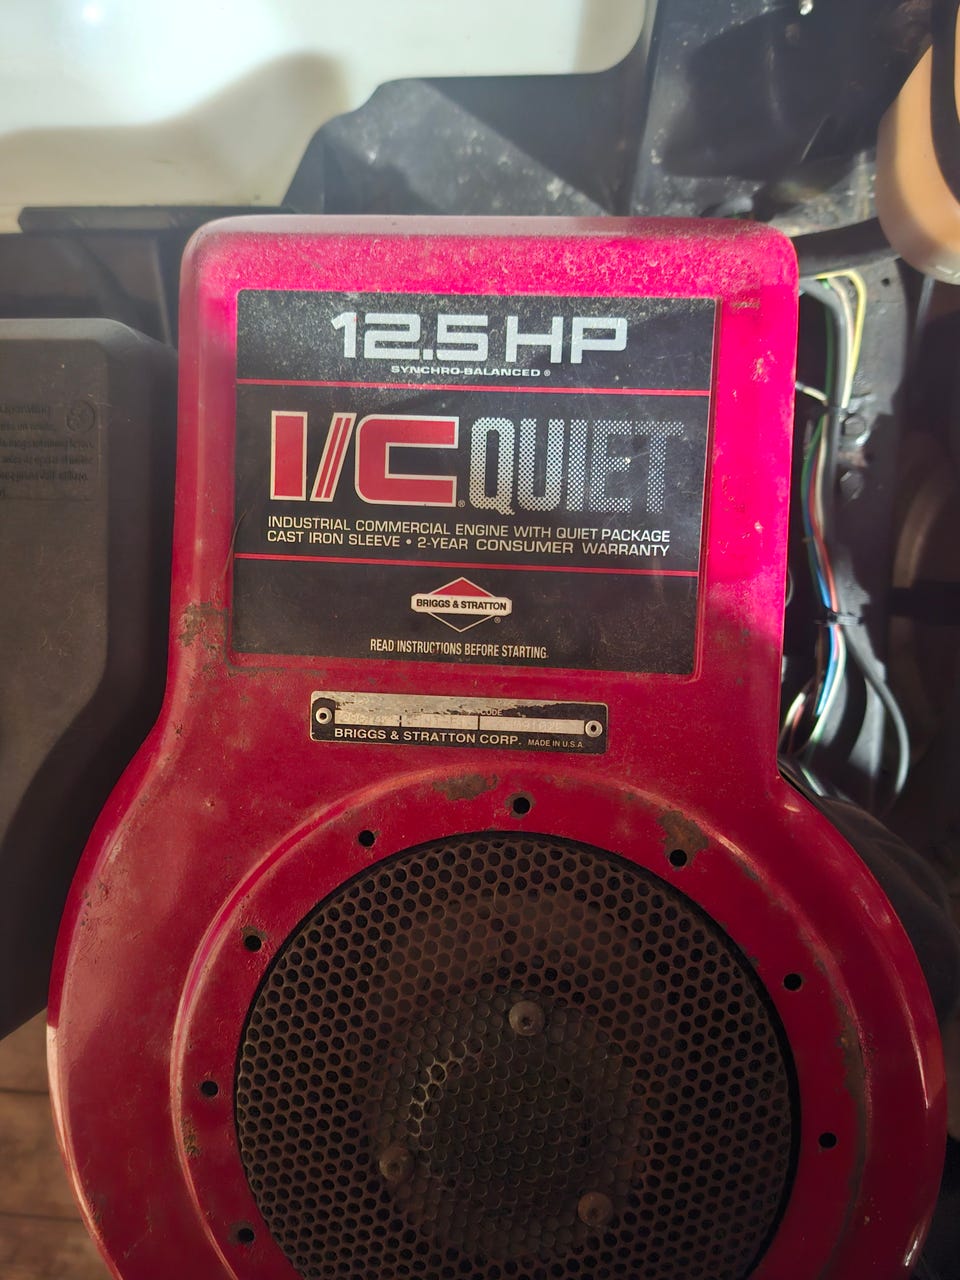 12.5 HP
SYNCHRO-BALANCED ®
I/C® QUIET
INDUSTRIAL COMMERCIAL ENGINE WITH QUIET PACKAGE
CAST IRON SLEEVE • 2-YEAR CONSUMER WARRANTY
BRIGGS & STRATTON
®
READ INSTRUCTIONS BEFORE STARTING.
CODE
BRIGGS & STRATTON CORP. MADE IN U.S.A.